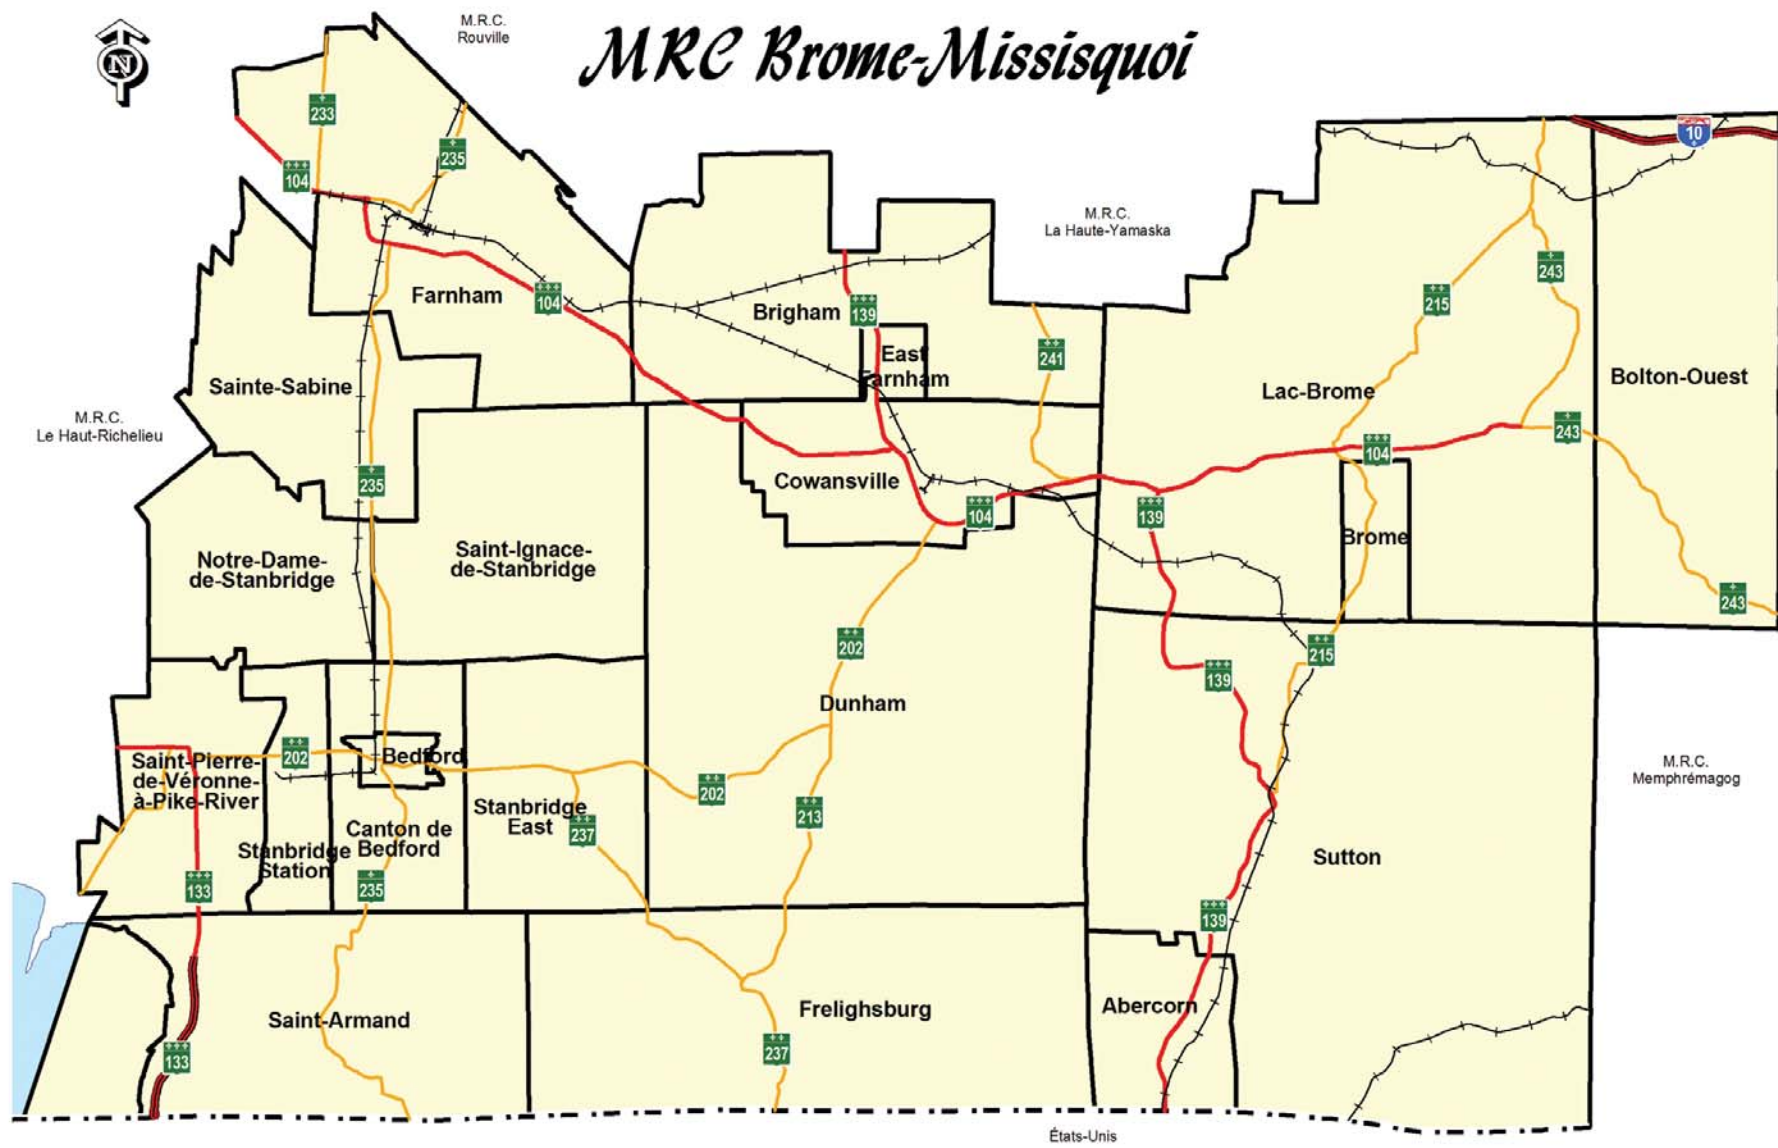 MRC Brome-Missisquoi
N
M.R.C.
Rouville
233
235
104
10
M.R.C.
La Haute-Yamaska
243
215
Farnham
104
Brigham
139
241
East
Farnham
Sainte-Sabine
Lac-Brome
Bolton-Ouest
M.R.C.
Le Haut-Richelieu
243
104
235
Cowansville
104
139
Brome
Notre-Dame-
de-Stanbridge
Saint-Ignace-
de-Stanbridge
243
202
215
139
Dunham
202
Bedford
Saint-Pierre-
de-Véronne-
à-Pike-River
M.R.C.
Memphrémagog
202
Stanbridge
East
213
237
Canton de
Bedford
Stanbridge
Station
Sutton
133
235
139
Saint-Armand
Frelighsburg
Abercorn
133
237
États-Unis